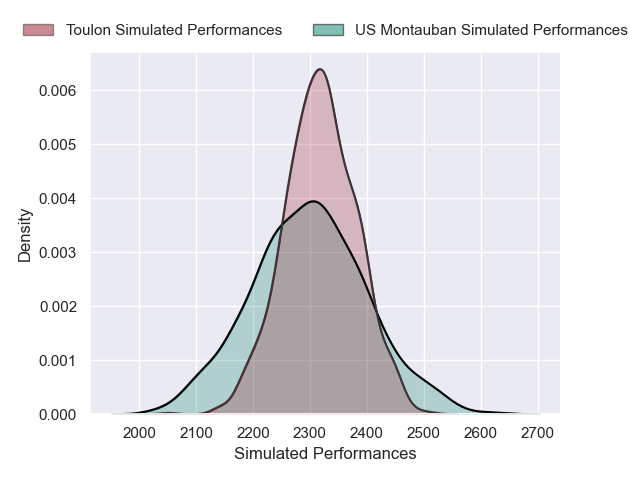 Toulon Simulated Performances
US Montauban Simulated Performances
0.006
0.005
0.004
0.003
0.002
0.001
0.000
Density
2000 2100 2200 2300 2400 2500 2600 2700
Simulated Performances